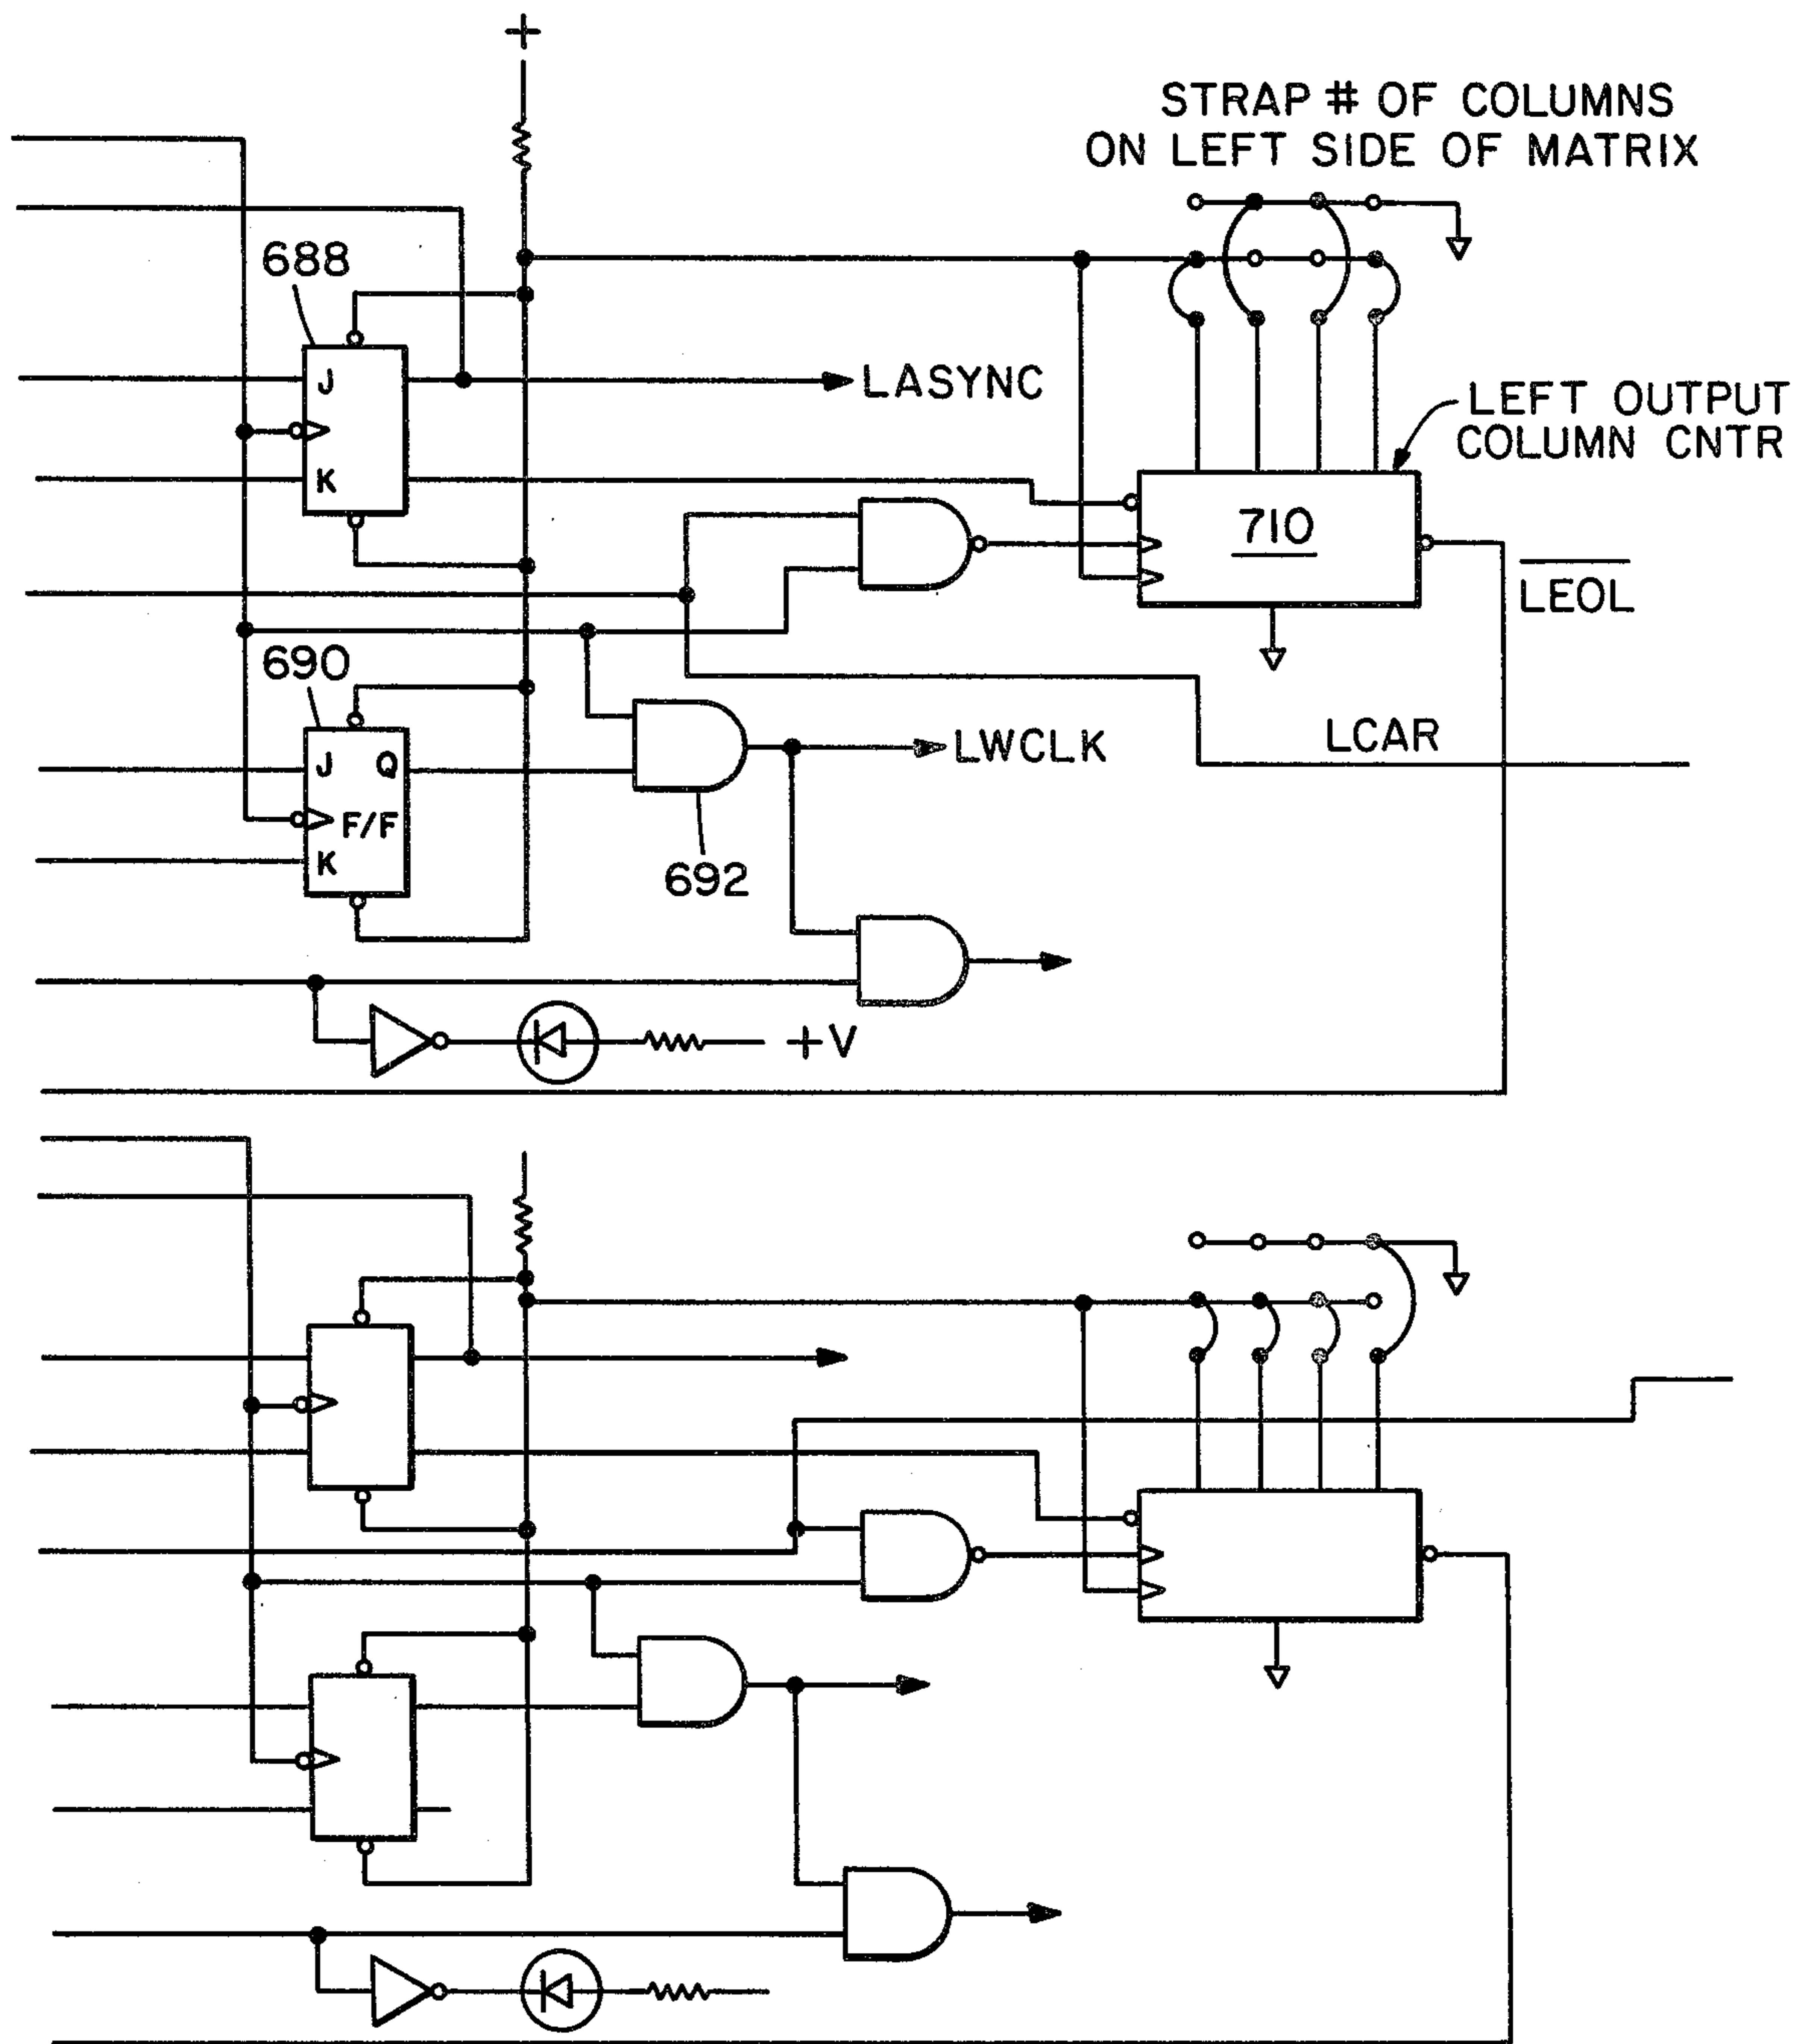 +
STRAP # OF COLUMNS
ON LEFT SIDE OF MATRIX
688
J
LASYNC
LEFT OUTPUT
COLUMN CNTR
K
710
LEOL
690
LCAR
J Q
LWCLK
F/F
K
692
+V